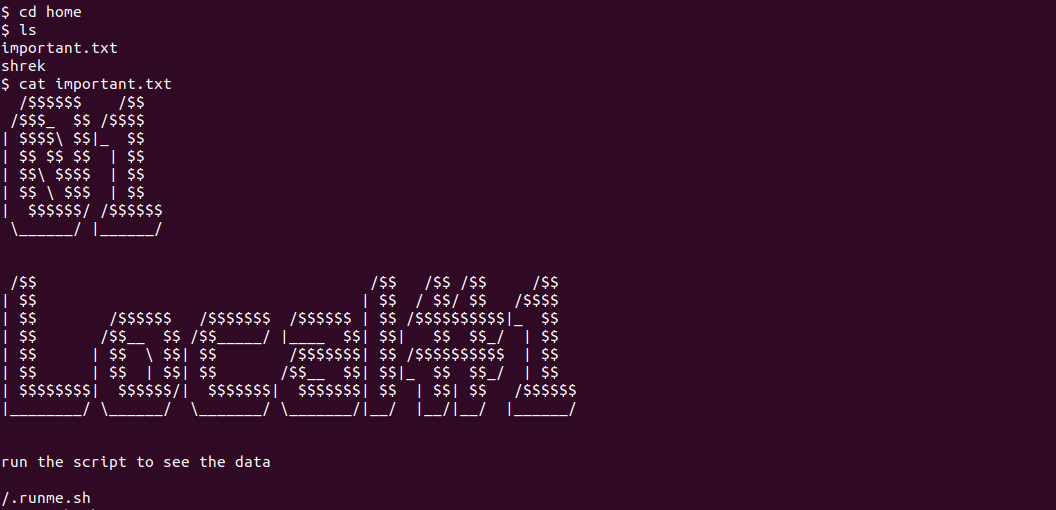 $ cd home
$ ls
important.txt
shrek
$ cat important.txt
  /$$$$$$    /$$
 /$$$_  $$ /$$$$
| $$$$\ $$|_  $$
| $$ $$ $$  | $$
| $$\ $$$$  | $$
| $$ \ $$$  | $$
|  $$$$$$/ /$$$$$$
 \______/ |______/
 /$$                                     /$$   /$$ /$$     /$$
| $$                                    | $$  / $$/ $$   /$$$$
| $$        /$$$$$$   /$$$$$$$  /$$$$$$ | $$ /$$$$$$$$$$|_  $$
| $$       /$$__  $$ /$$_____/ |____  $$| $$|   $$  $$_/  | $$
| $$      | $$  \ $$| $$        /$$$$$$$| $$ /$$$$$$$$$$  | $$
| $$      | $$  | $$| $$       /$$__  $$| $$|_  $$  $$_/  | $$
| $$$$$$$$|  $$$$$$/|  $$$$$$$|  $$$$$$$| $$  | $$| $$   /$$$$$$
|________/ \______/  \_______/ \_______/|__/  |__/|__/  |______/
run the script to see the data
/.runme.sh